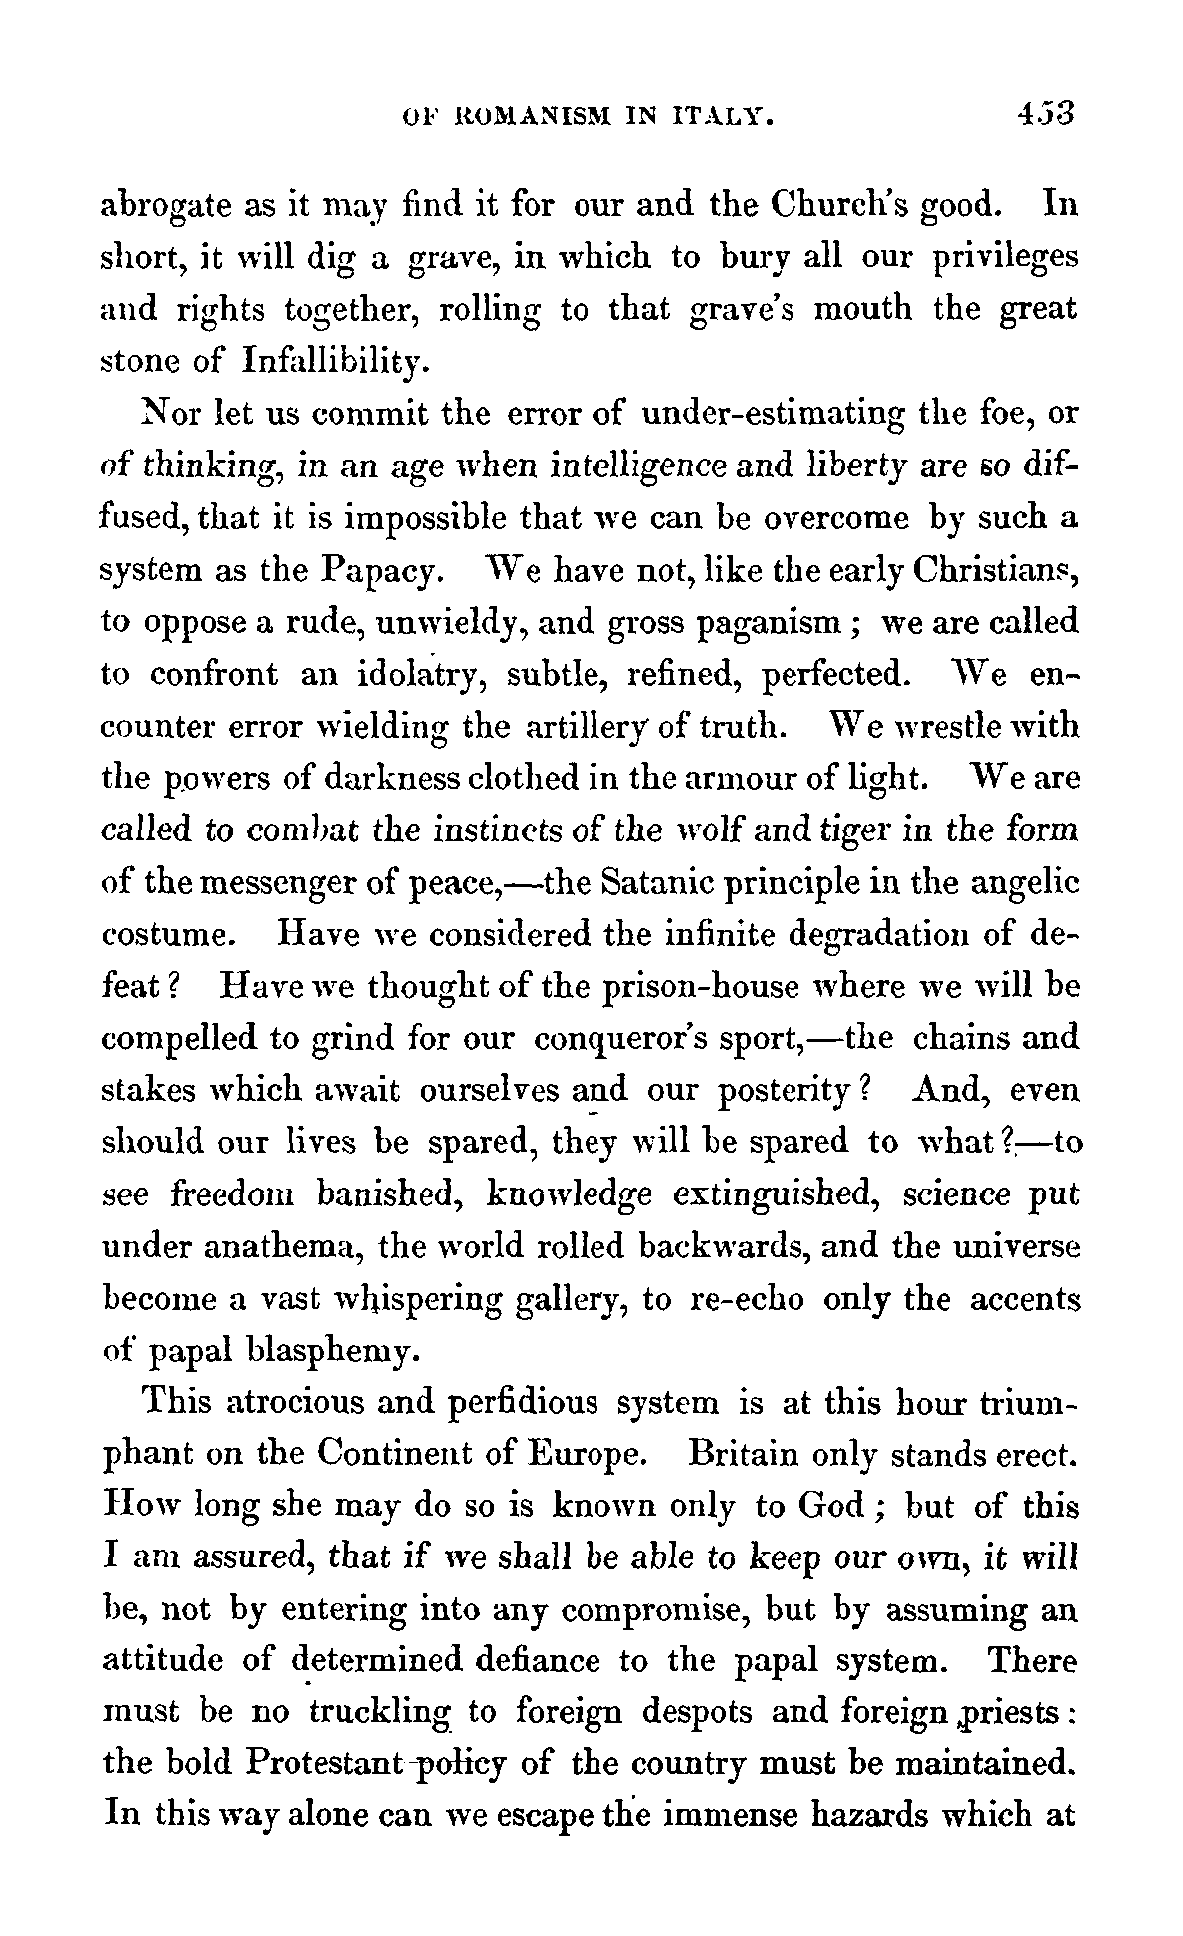 OF ROMANISM IN ITALY. 453
abrogate as it may find it for our and the Church's good. In
short, it will dig a grave, in which to bury all our privileges
and rights together, rolling to that grave's mouth the great
stone of Infallibility.
Nor let us commit the error of under-estimating the foe, or
of thinking, in an age when intelligence and liberty are so dif-
fused, that it is impossible that we can be overcome by such a
system as the Papacy. We have not, like the early Christians,
to oppose a rude, unwieldy, and gross paganism; we are called
to confront an idolatry, subtle, refined, perfected. We en-
counter error wielding the artillery of truth. We wrestle with
the powers of darkness clothed in the armour of light. We are
called to combat the instincts of the wolf and tiger in the form
of the messenger of peace,—the Satanic principle in the angelic
costume. Have we considered the infinite degradation of de-
feat? Have we thought of the prison-house where we will be
compelled to grind for our conqueror's sport,—the chains and
stakes which await ourselves and our posterity? And, even
should our lives be spared, they will be spared to what?—to
see freedom banished, knowledge extinguished, science put
under anathema, the world rolled backwards, and the universe
become a vast whispering gallery, to re-echo only the accents
of papal blasphemy.
This atrocious and perfidious system is at this hour trium-
phant on the Continent of Europe. Britain only stands erect.
How long she may do so is known only to God; but of this
I am assured, that if we shall be able to keep our own, it will
be, not by entering into any compromise, but by assuming an
attitude of determined defiance to the papal system. There
must be no truckling to foreign despots and foreign priests:
the bold Protestant policy of the country must be maintained.
In this way alone can we escape the immense hazards which at